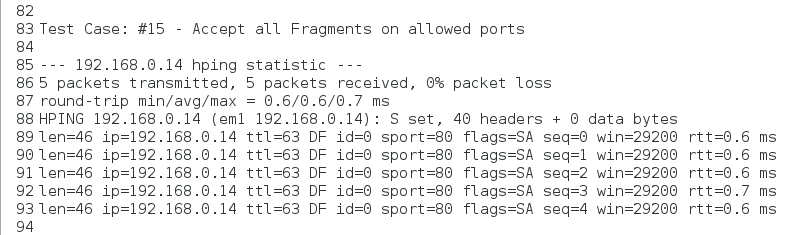 82
83 Test Case: #15 - Accept all Fragments on allowed ports
84
85 --- 192.168.0.14 hping statistic ---
86 5 packets transmitted, 5 packets received, 0% packet loss
87 round-trip min/avg/max = 0.6/0.6/0.7 ms
88 HPING 192.168.0.14 (em1 192.168.0.14): S set, 40 headers + 0 data bytes
89 len=46 ip=192.168.0.14 ttl=63 DF id=0 sport=80 flags=SA seq=0 win=29200 rtt=0.6 ms
90 len=46 ip=192.168.0.14 ttl=63 DF id=0 sport=80 flags=SA seq=1 win=29200 rtt=0.6 ms
91 len=46 ip=192.168.0.14 ttl=63 DF id=0 sport=80 flags=SA seq=2 win=29200 rtt=0.6 ms
92 len=46 ip=192.168.0.14 ttl=63 DF id=0 sport=80 flags=SA seq=3 win=29200 rtt=0.7 ms
93 len=46 ip=192.168.0.14 ttl=63 DF id=0 sport=80 flags=SA seq=4 win=29200 rtt=0.6 ms
94